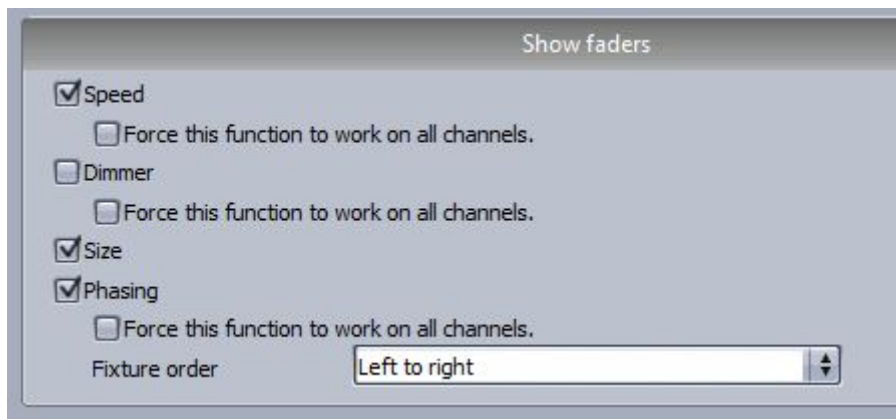 Show faders
Speed
Force this function to work on all channels.
Dimmer
Force this function to work on all channels.
Size
Phasing
Force this function to work on all channels.
Fixture order Left to right